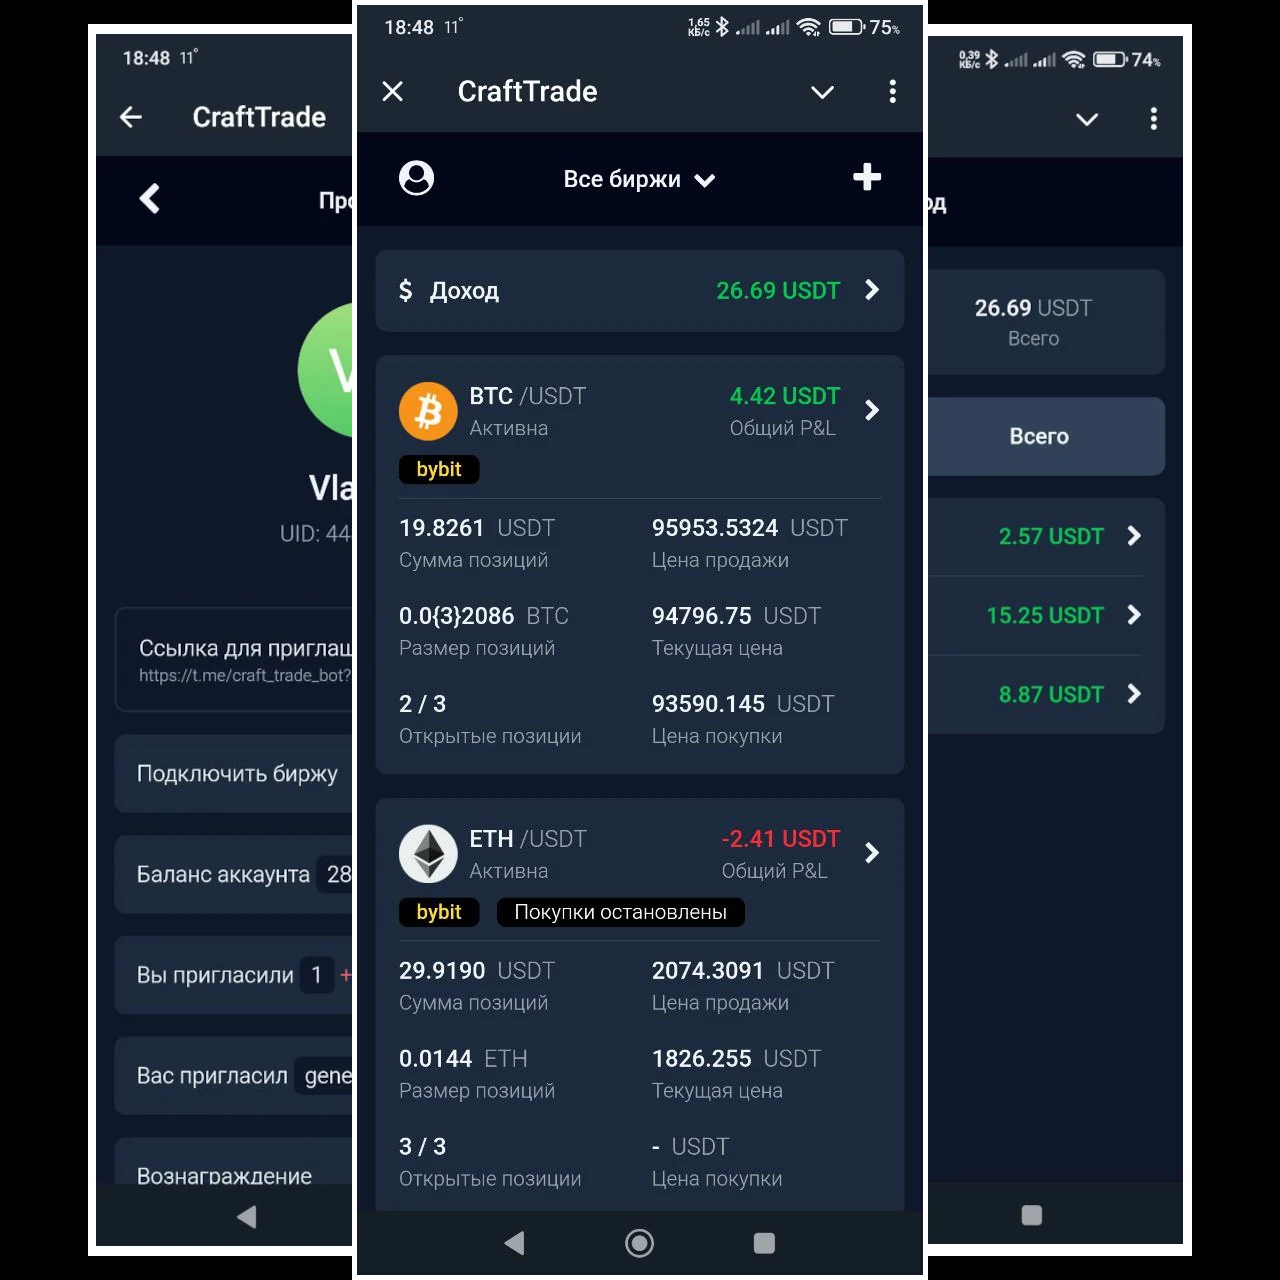 18:48 11°
CraftTrade
Про
Vla
UID: 44
Ссылка для приглаш
https://t.me/craft_trade_bot?
Подключить биржу
Баланс аккаунта 28
Вы пригласили 1 +
Вас пригласил gene
Вознаграждение
18:48 11° 1,65 КБ/с 75%
CraftTrade
Все биржи
$ Доход 26.69 USDT
BTC /USDT 4.42 USDT
Активна Общий P&L
bybit
19.8261 USDT 95953.5324 USDT
Сумма позиций Цена продажи
0.0{3}2086 BTC 94796.75 USDT
Размер позиций Текущая цена
2 / 3 93590.145 USDT
Открытые позиции Цена покупки
ETH /USDT -2.41 USDT
Активна Общий P&L
bybit Покупки остановлены
29.9190 USDT 2074.3091 USDT
Сумма позиций Цена продажи
0.0144 ETH 1826.255 USDT
Размер позиций Текущая цена
3 / 3 - USDT
Открытые позиции Цена покупки
0,39 КБ/с 74%
од
26.69 USDT
Всего
Всего
2.57 USDT
15.25 USDT
8.87 USDT